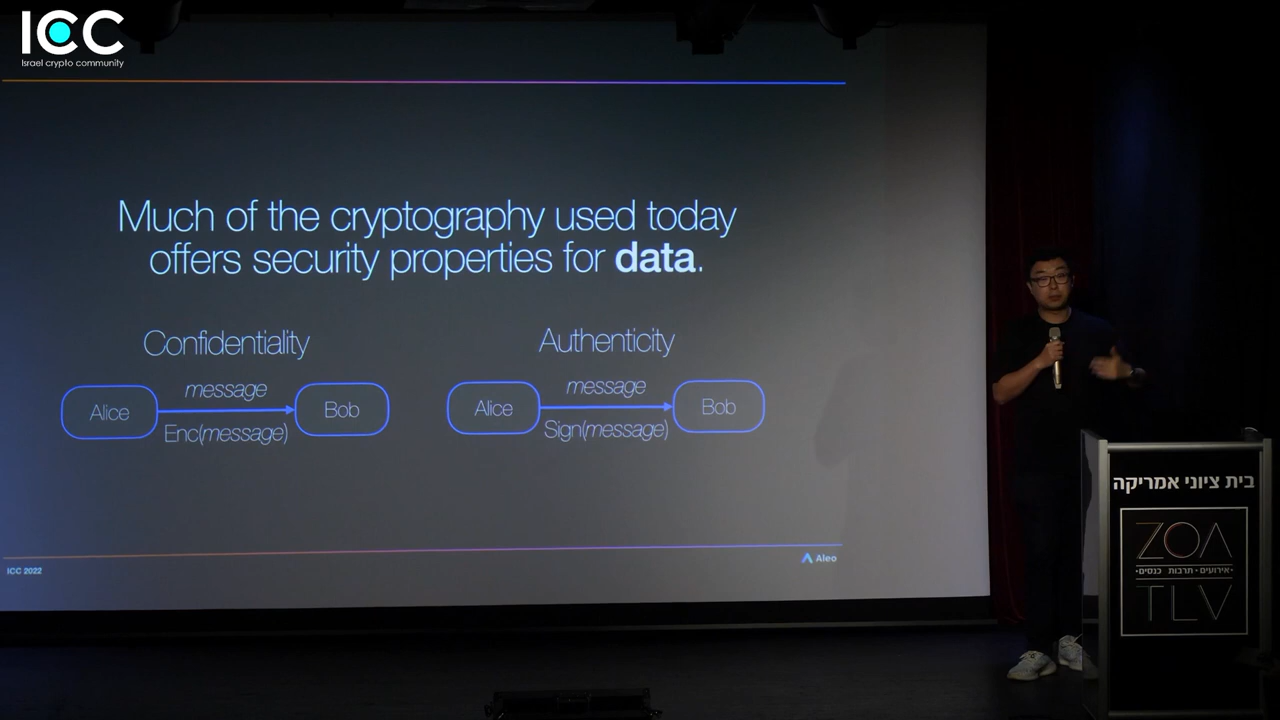 ICC
Israel crypto community
Much of the cryptography used today
offers security properties for data.
Confidentiality
Alice
message
Enc(message)
Bob
Authenticity
Alice
message
Sign(message)
Bob
ICC 2022
Aleo
בית ציוני אמריקה
ZOA
•אירועים • תרבות כנסים•
TLV